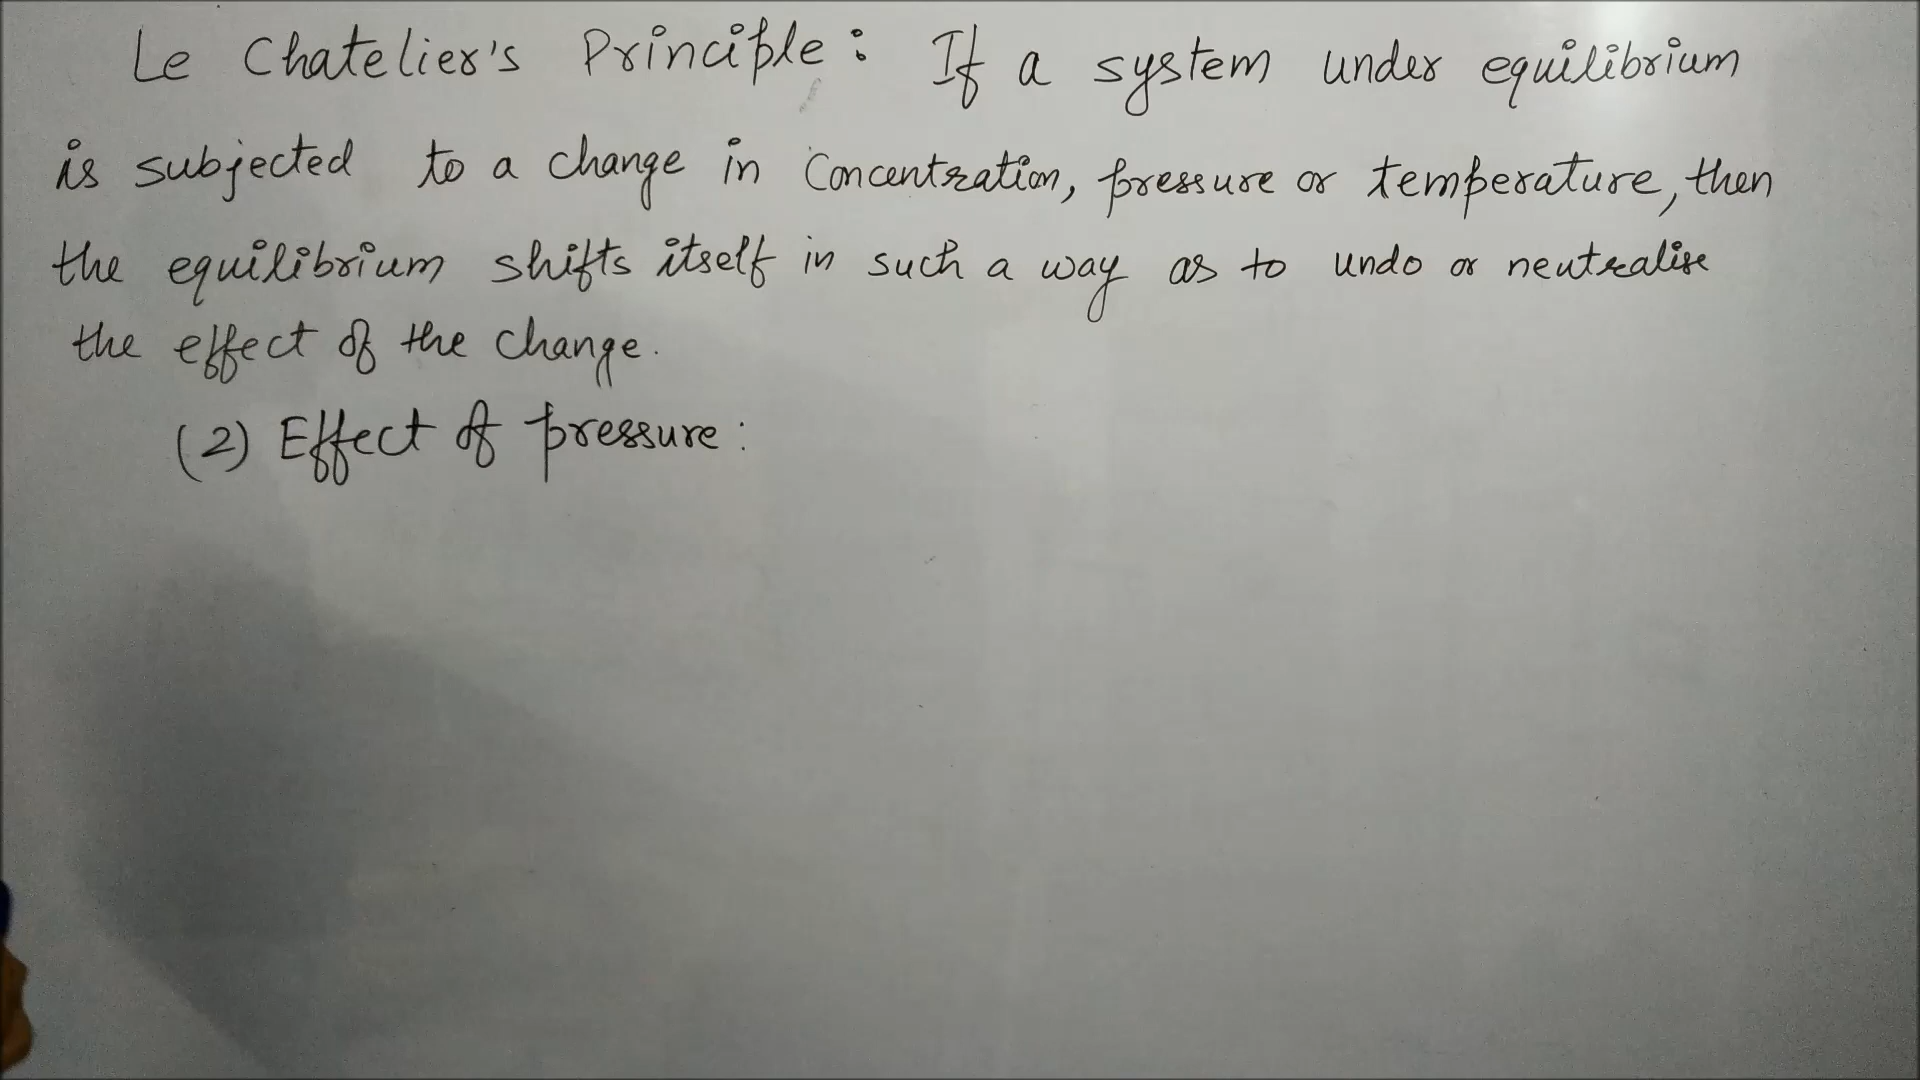 Le Chatelier's Principle: If a system under equilibrium
is subjected to a change in Concentration, pressure or temperature, then
the equilibrium shifts itself in such a way as to undo or neutralise
the effect of the change.
(2) Effect of pressure: